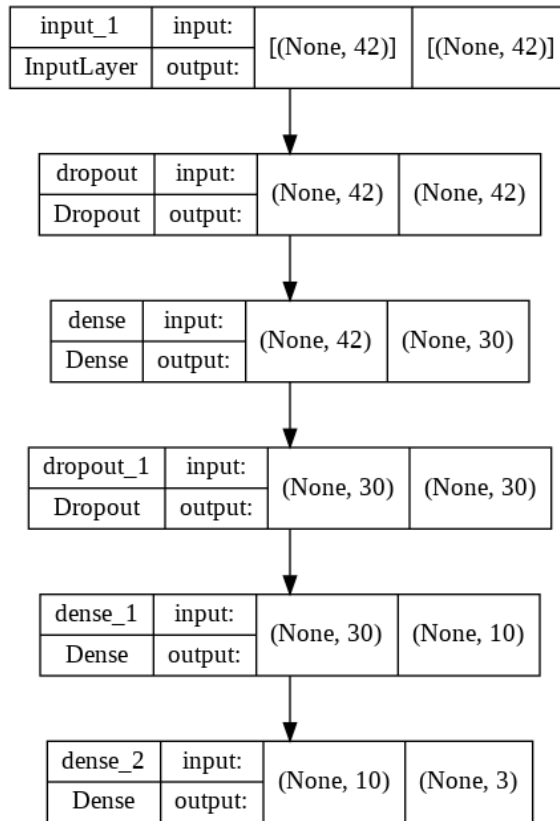 input_1 input: [(None, 42)] [(None, 42)]
InputLayer output:
dropout input: (None, 42) (None, 42)
Dropout output:
dense input: (None, 42) (None, 30)
Dense output:
dropout_1 input: (None, 30) (None, 30)
Dropout output:
dense_1 input: (None, 30) (None, 10)
Dense output:
dense_2 input: (None, 10) (None, 3)
Dense output: